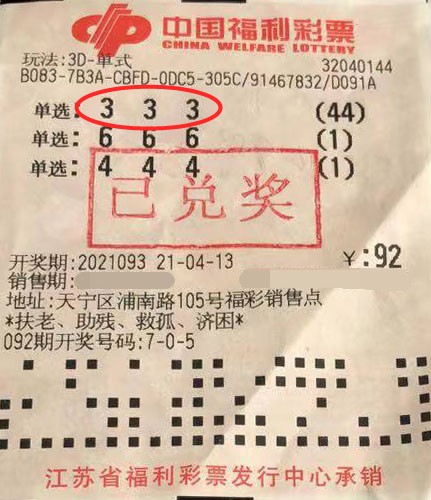 中国福利彩票
CHINA WELFARE LOTTERY
玩法:3D-单式 32040144
B083-7B3A-CBFD-0DC5-305C/91467832/D091A
单选: 3 3 3 (44)
单选: 6 6 6 (1)
单选: 4 4 4 (1)
已兑奖
开奖期:2021093 21-04-13 ¥:92
销售期:
地址:天宁区浦南路105号福彩销售点
*扶老、助残、救孤、济困*
092期开奖号码:7-0-5
江苏省福利彩票发行中心承销